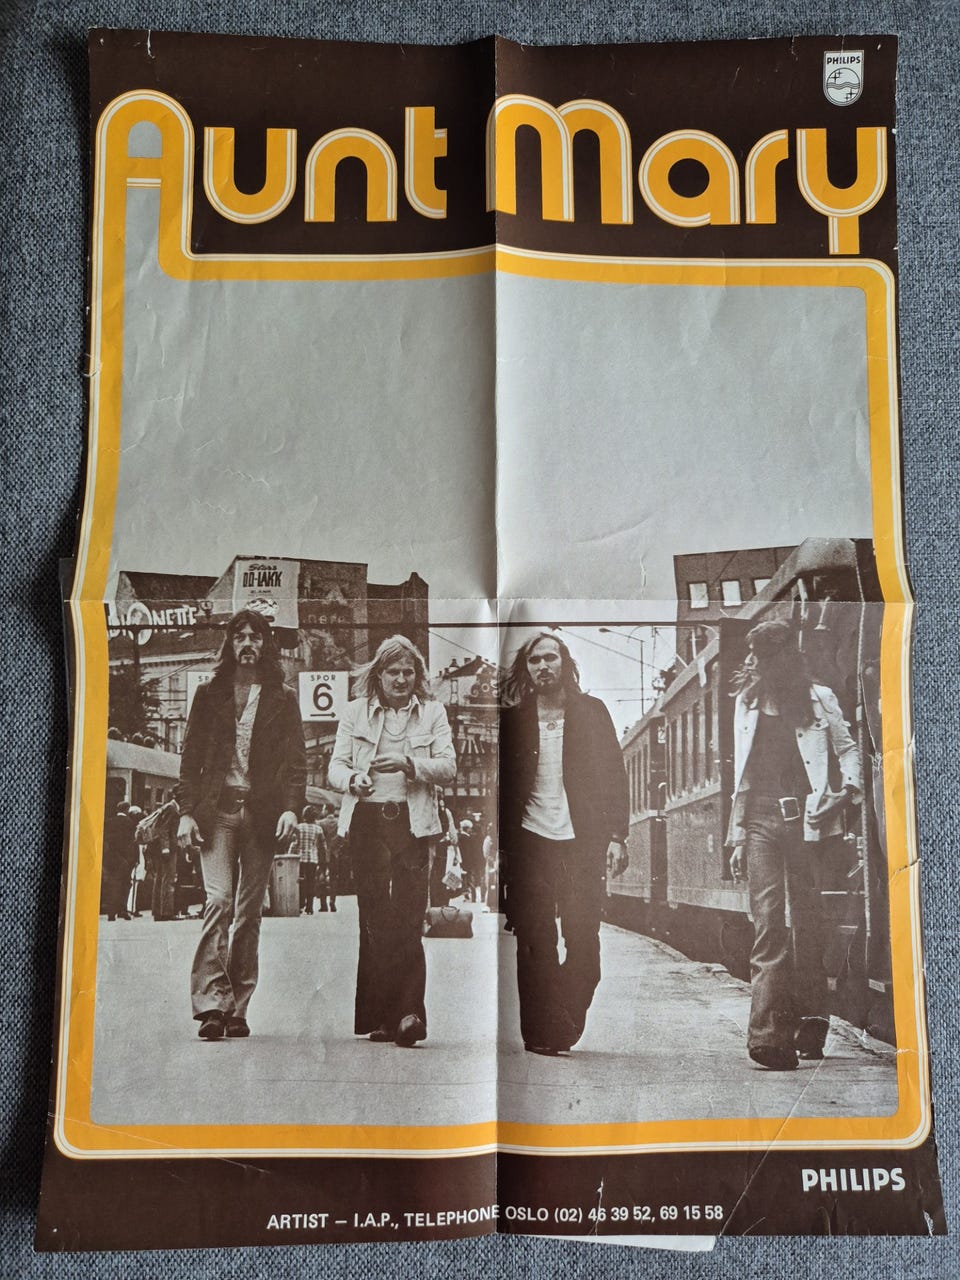 PHILIPS
Aunt Mary
OD-LAKK
SPOR
6
PHILIPS
ARTIST – I.A.P., TELEPHONE OSLO (02) 46 39 52, 69 15 58